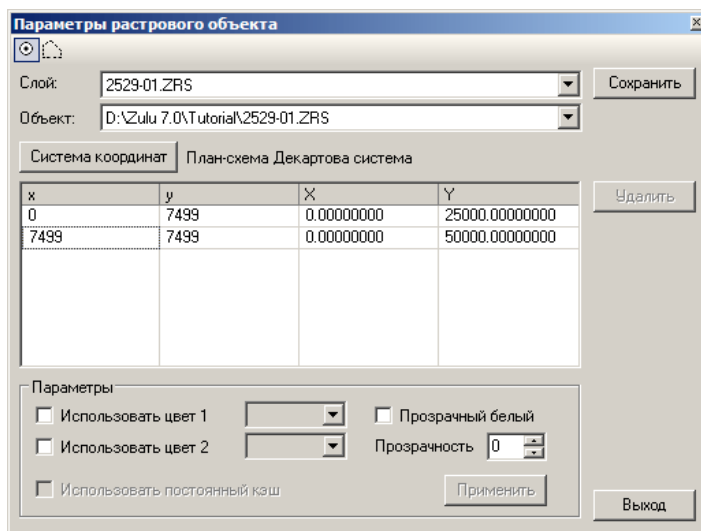 Параметры растрового объекта
Слой: 2529-01.ZRS Сохранить
Объект: D:\Zulu 7.0\Tutorial\2529-01.ZRS
Система координат План-схема Декартова система
x y X Y Удалить
0 7499 0.00000000 25000.00000000
7499 7499 0.00000000 50000.00000000
Параметры
Использовать цвет 1 Прозрачный белый
Использовать цвет 2 Прозрачность 0
Использовать постоянный кэш Применить
Выход